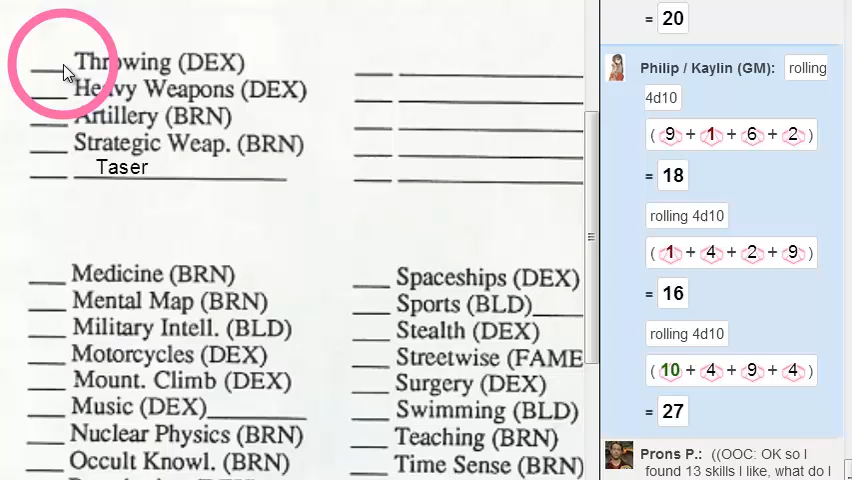 Throwing (DEX)
Heavy Weapons (DEX)
Artillery (BRN)
Strategic Weap. (BRN)
Taser
Medicine (BRN)
Mental Map (BRN)
Military Intell. (BLD)
Motorcycles (DEX)
Mount. Climb (DEX)
Music (DEX)
Nuclear Physics (BRN)
Occult Knowl. (BRN)
Spaceships (DEX)
Sports (BLD)
Stealth (DEX)
Streetwise (FAME
Surgery (DEX)
Swimming (BLD)
Teaching (BRN)
Time Sense (BRN)
= 20
Philip / Kaylin (GM): rolling
4d10
(9+1+6+2)
= 18
rolling 4d10
(1+4+2+9)
= 16
rolling 4d10
(10+4+9+4)
= 27
Prons P.: ((OOC: OK so I
found 13 skills I like, what do I